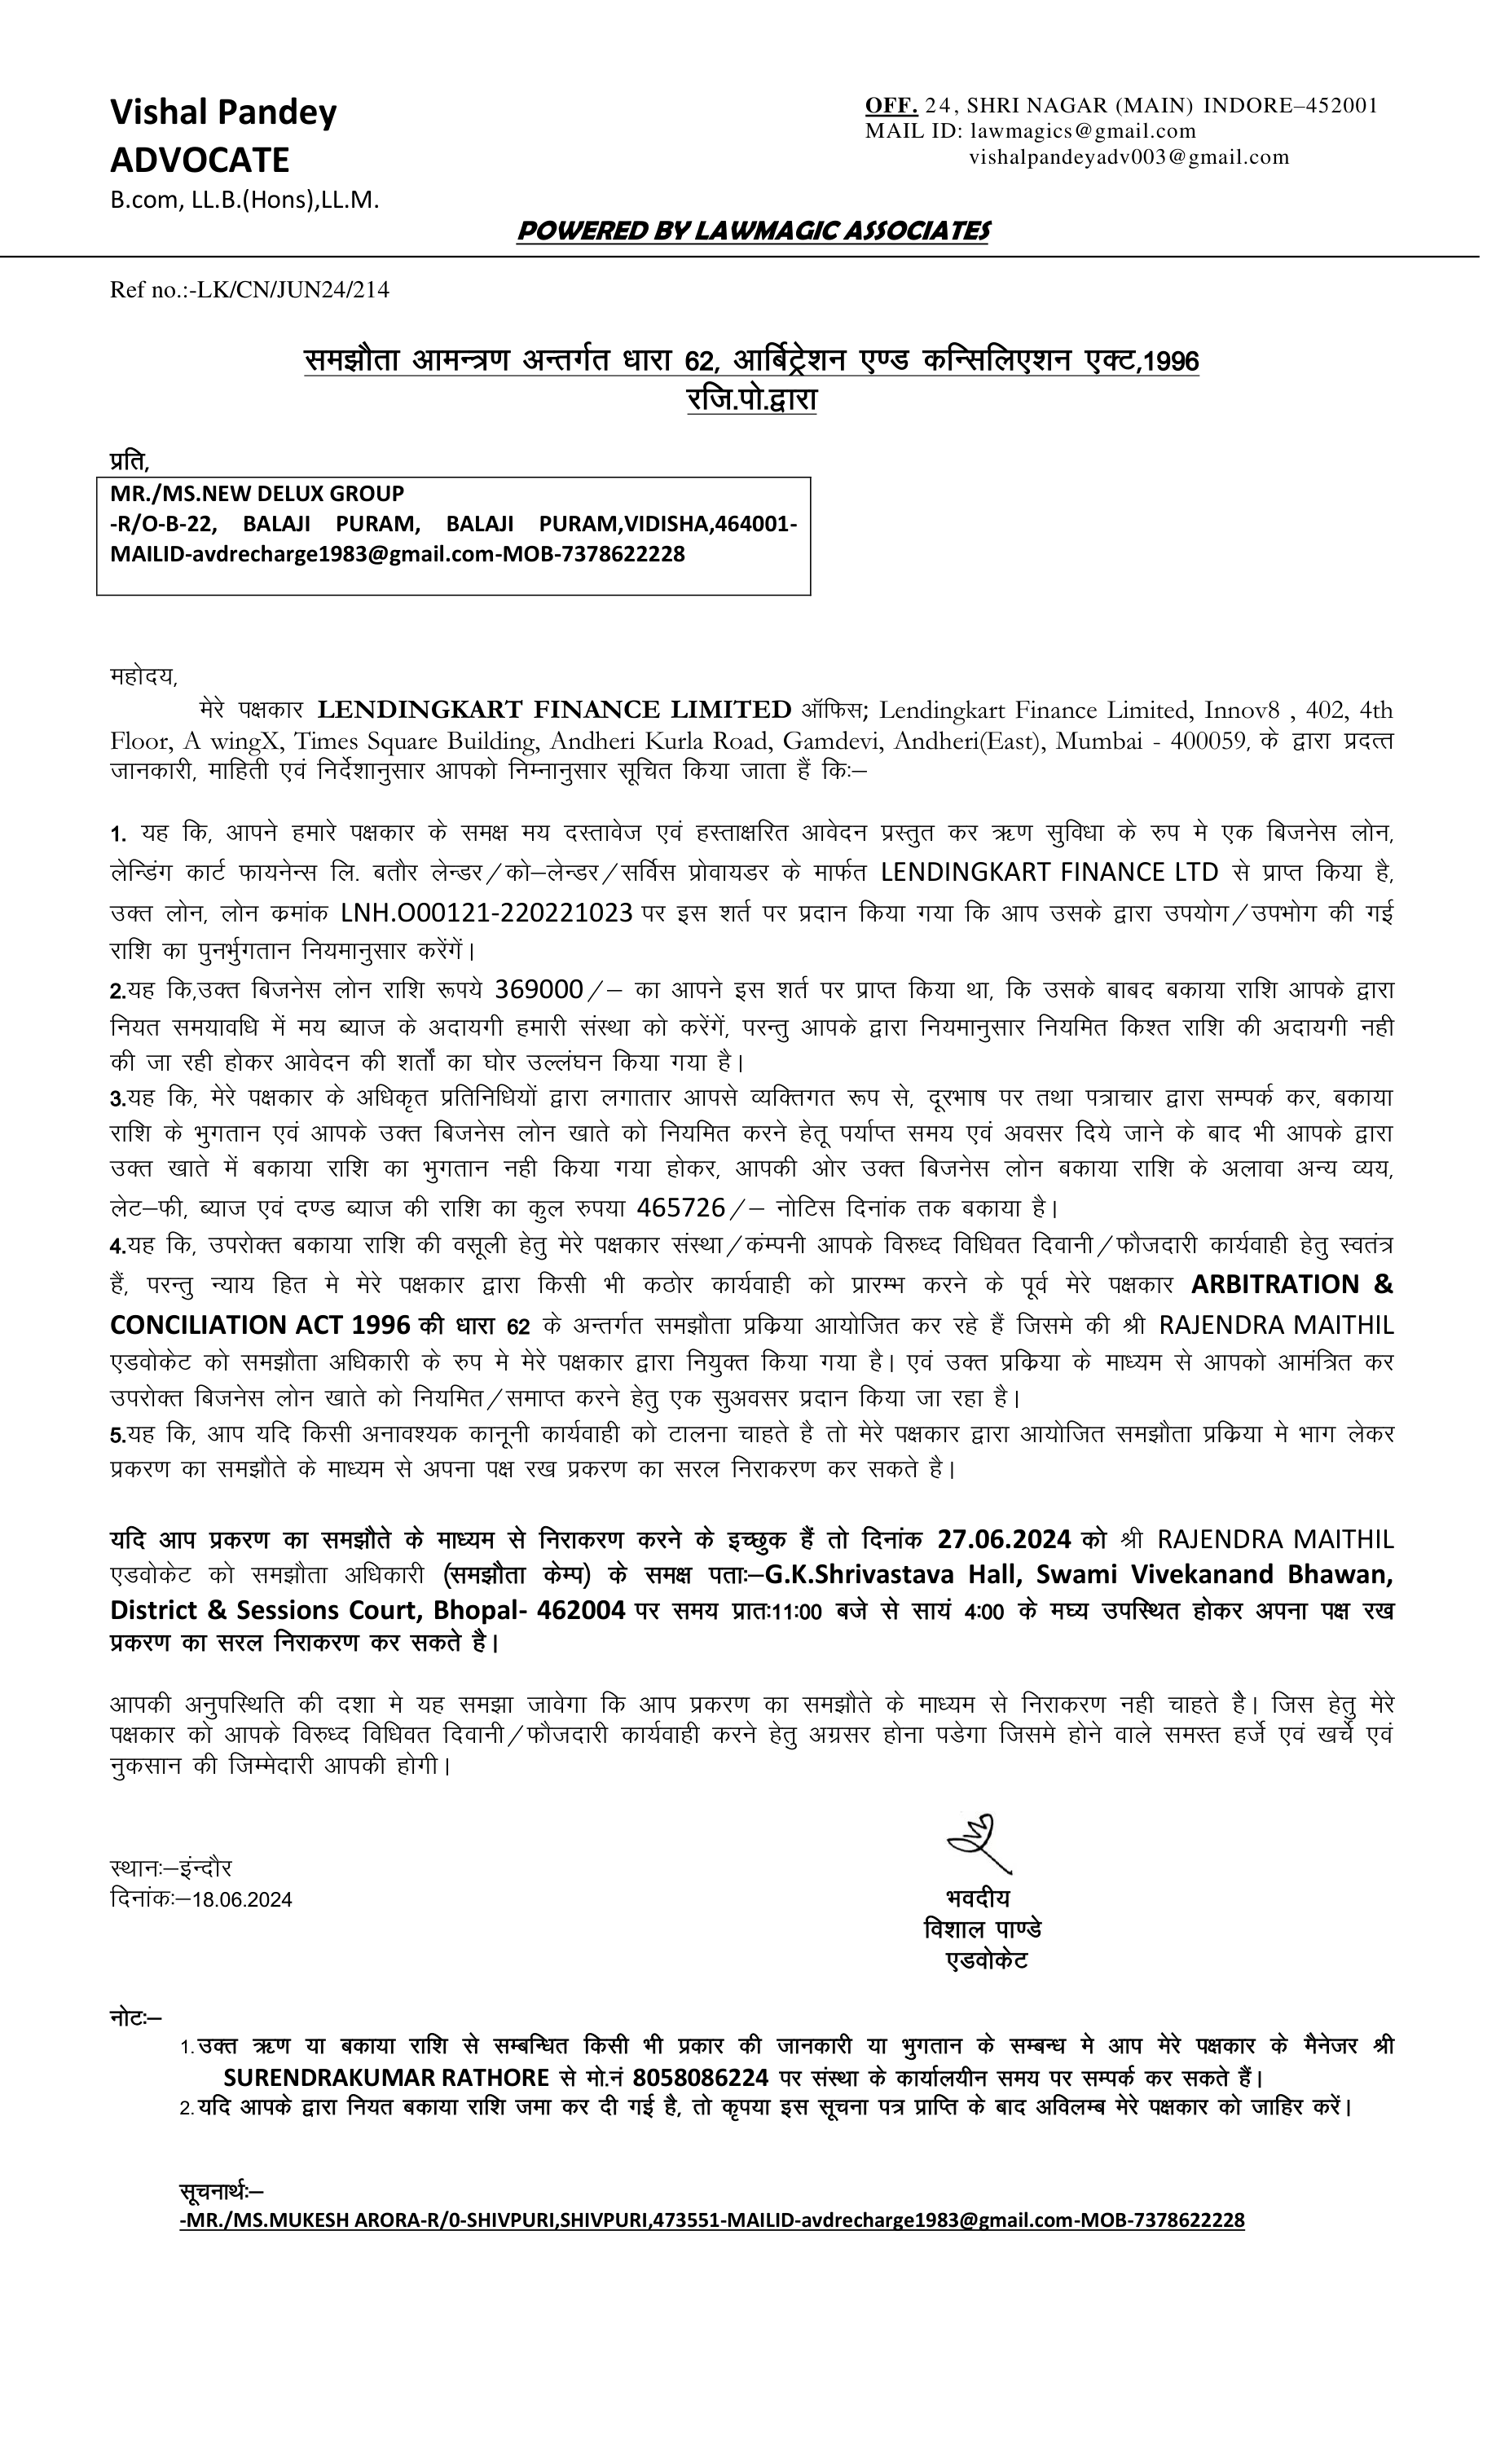 Vishal Pandey
ADVOCATE
B.com, LL.B.(Hons),LL.M.
OFF. 24, SHRI NAGAR (MAIN) INDORE–452001
MAIL ID: lawmagics@gmail.com
vishalpandeyadv003@gmail.com
POWERED BY LAWMAGIC ASSOCIATES
Ref no.:-LK/CN/JUN24/214
समझौता आमन्त्रण अन्तर्गत धारा 62, आर्बिट्रेशन एण्ड कन्सिलिएशन एक्ट,1996
रजि.पो.द्वारा
प्रति,
MR./MS.NEW DELUX GROUP
-R/O-B-22, BALAJI PURAM, BALAJI PURAM,VIDISHA,464001-
MAILID-avdrecharge1983@gmail.com-MOB-7378622228
महोदय,
मेरे पक्षकार LENDINGKART FINANCE LIMITED ऑफिस; Lendingkart Finance Limited, Innov8 , 402, 4th
Floor, A wingX, Times Square Building, Andheri Kurla Road, Gamdevi, Andheri(East), Mumbai - 400059, के द्वारा प्रदत्त
जानकारी, माहिती एवं निर्देशानुसार आपको निम्नानुसार सूचित किया जाता हैं कि:–
1. यह कि, आपने हमारे पक्षकार के समक्ष मय दस्तावेज एवं हस्ताक्षरित आवेदन प्रस्तुत कर ऋण सुविधा के रुप मे एक बिजनेस लोन,
लेन्डिंग कार्ट फायनेन्स लि. बतौर लेन्डर/को–लेन्डर/सर्विस प्रोवायडर के मार्फत LENDINGKART FINANCE LTD से प्राप्त किया है,
उक्त लोन, लोन क्रमांक LNH.O00121-220221023 पर इस शर्त पर प्रदान किया गया कि आप उसके द्वारा उपयोग/उपभोग की गई
राशि का पुनर्भुगतान नियमानुसार करेंगें।
2.यह कि,उक्त बिजनेस लोन राशि रूपये 369000/– का आपने इस शर्त पर प्राप्त किया था, कि उसके बाबद बकाया राशि आपके द्वारा
नियत समयावधि में मय ब्याज के अदायगी हमारी संस्था को करेंगें, परन्तु आपके द्वारा नियमानुसार नियमित किश्त राशि की अदायगी नही
की जा रही होकर आवेदन की शर्तों का घोर उल्लंघन किया गया है।
3.यह कि, मेरे पक्षकार के अधिकृत प्रतिनिधियों द्वारा लगातार आपसे व्यक्तिगत रूप से, दूरभाष पर तथा पत्राचार द्वारा सम्पर्क कर, बकाया
राशि के भुगतान एवं आपके उक्त बिजनेस लोन खाते को नियमित करने हेतू पर्याप्त समय एवं अवसर दिये जाने के बाद भी आपके द्वारा
उक्त खाते में बकाया राशि का भुगतान नही किया गया होकर, आपकी ओर उक्त बिजनेस लोन बकाया राशि के अलावा अन्य व्यय,
लेट–फी, ब्याज एवं दण्ड ब्याज की राशि का कुल रुपया 465726/– नोटिस दिनांक तक बकाया है।
4.यह कि, उपरोक्त बकाया राशि की वसूली हेतु मेरे पक्षकार संस्था/कंम्पनी आपके विरुध्द विधिवत दिवानी/फौजदारी कार्यवाही हेतु स्वतंत्र
हैं, परन्तु न्याय हित मे मेरे पक्षकार द्वारा किसी भी कठोर कार्यवाही को प्रारम्भ करने के पूर्व मेरे पक्षकार ARBITRATION &
CONCILIATION ACT 1996 की धारा 62 के अन्तर्गत समझौता प्रक्रिया आयोजित कर रहे हैं जिसमे की श्री RAJENDRA MAITHIL
एडवोकेट को समझौता अधिकारी के रुप मे मेरे पक्षकार द्वारा नियुक्त किया गया है। एवं उक्त प्रक्रिया के माध्यम से आपको आमंत्रित कर
उपरोक्त बिजनेस लोन खाते को नियमित/समाप्त करने हेतु एक सुअवसर प्रदान किया जा रहा है।
5.यह कि, आप यदि किसी अनावश्यक कानूनी कार्यवाही को टालना चाहते है तो मेरे पक्षकार द्वारा आयोजित समझौता प्रक्रिया मे भाग लेकर
प्रकरण का समझौते के माध्यम से अपना पक्ष रख प्रकरण का सरल निराकरण कर सकते है।
यदि आप प्रकरण का समझौते के माध्यम से निराकरण करने के इच्छुक हैं तो दिनांक 27.06.2024 को श्री RAJENDRA MAITHIL
एडवोकेट को समझौता अधिकारी (समझौता केम्प) के समक्ष पता:–G.K.Shrivastava Hall, Swami Vivekanand Bhawan,
District & Sessions Court, Bhopal- 462004 पर समय प्रातः11:00 बजे से सायं 4:00 के मघ्य उपस्थित होकर अपना पक्ष रख
प्रकरण का सरल निराकरण कर सकते है।
आपकी अनुपस्थिति की दशा मे यह समझा जावेगा कि आप प्रकरण का समझौते के माध्यम से निराकरण नही चाहते है। जिस हेतु मेरे
पक्षकार को आपके विरुध्द विधिवत दिवानी/फौजदारी कार्यवाही करने हेतु अग्रसर होना पडेगा जिसमे होने वाले समस्त हर्जे एवं खर्चे एवं
नुकसान की जिम्मेदारी आपकी होगी।
स्थान:–इंन्दौर
दिनांक:–18.06.2024
भवदीय
विशाल पाण्डे
एडवोकेट
नोट:–
1.उक्त ऋण या बकाया राशि से सम्बन्धित किसी भी प्रकार की जानकारी या भुगतान के सम्बन्ध मे आप मेरे पक्षकार के मैनेजर श्री
SURENDRAKUMAR RATHORE से मो.नं 8058086224 पर संस्था के कार्यालयीन समय पर सम्पर्क कर सकते हैं।
2.यदि आपके द्वारा नियत बकाया राशि जमा कर दी गई है, तो कृपया इस सूचना पत्र प्राप्ति के बाद अविलम्ब मेरे पक्षकार को जाहिर करें।
सूचनार्थ:–
-MR./MS.MUKESH ARORA-R/0-SHIVPURI,SHIVPURI,473551-MAILID-avdrecharge1983@gmail.com-MOB-7378622228